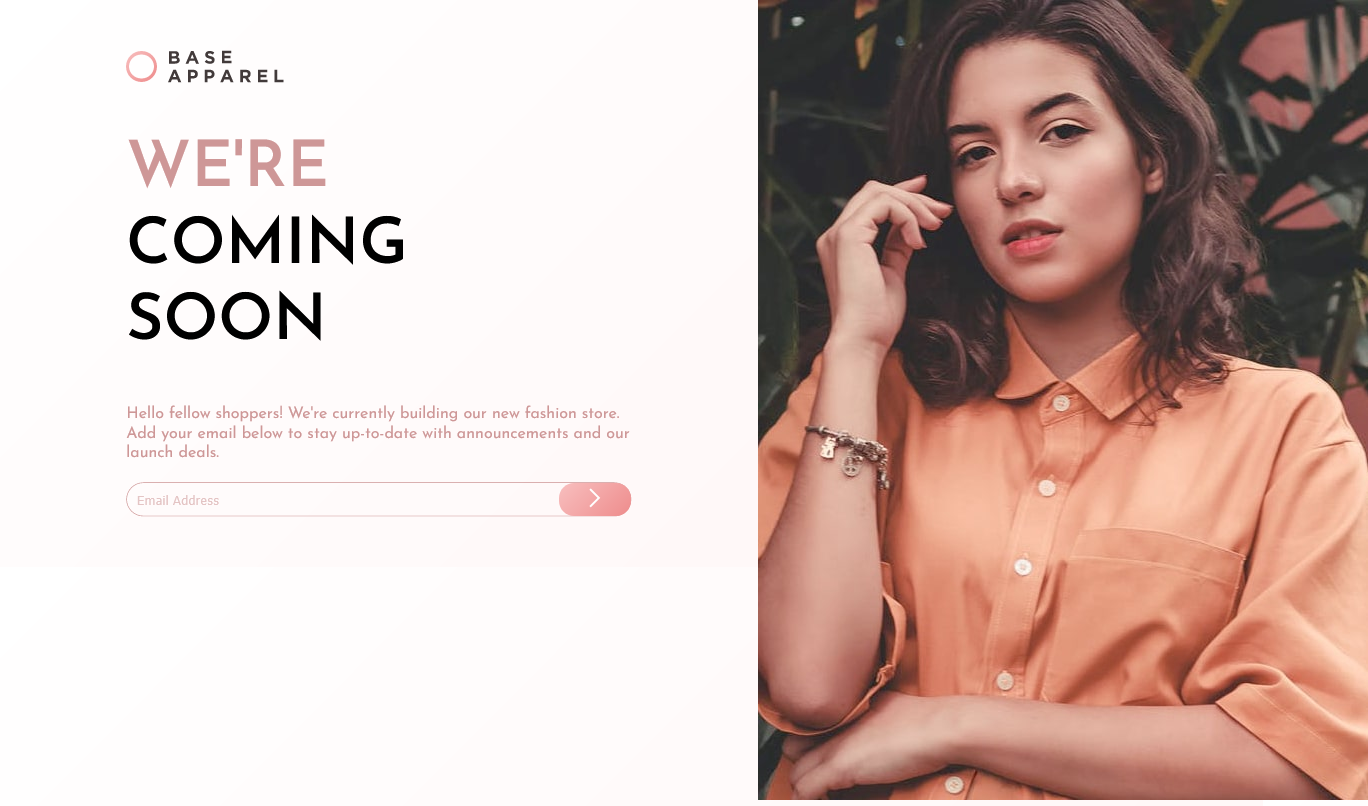 BASE
APPAREL
WE'RE
COMING
SOON
Hello fellow shoppers! We're currently building our new fashion store.
Add your email below to stay up-to-date with announcements and our
launch deals.
Email Address